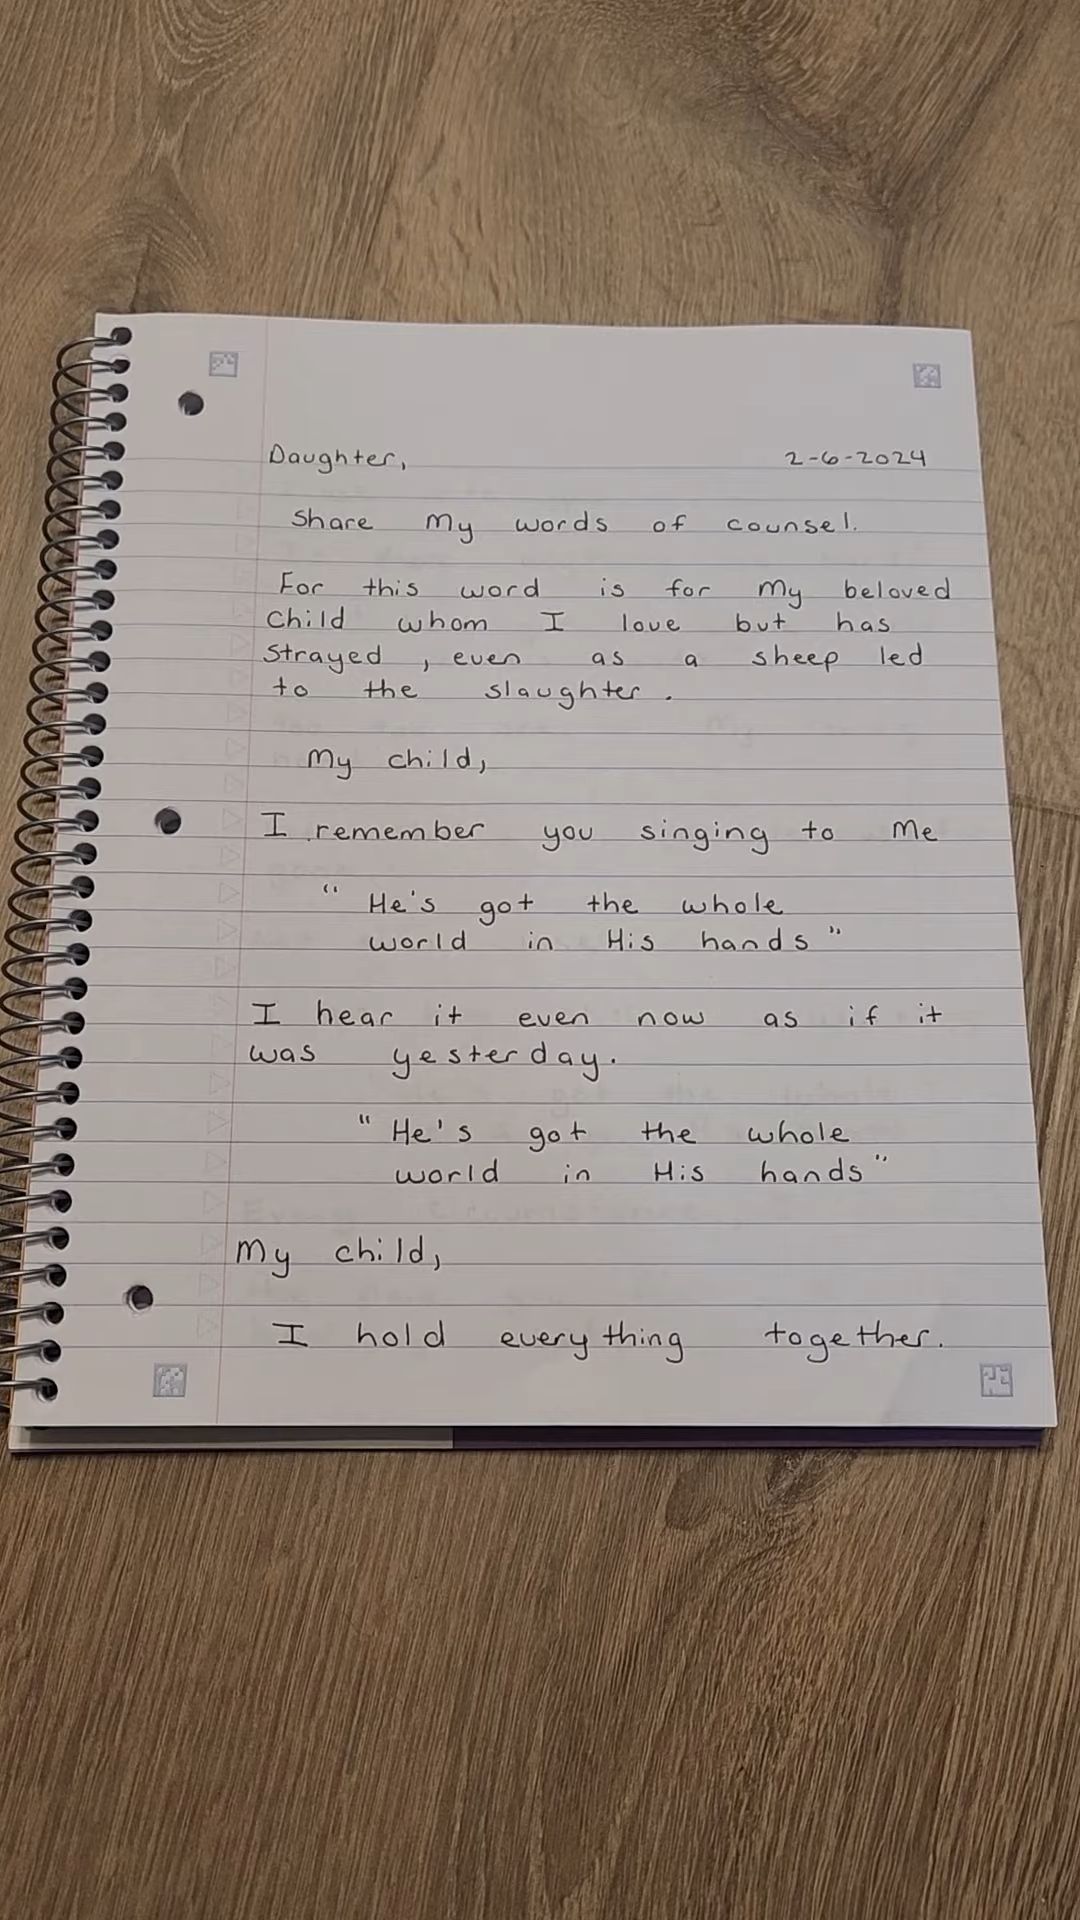 Daughter, 2-6-2024
Share My words of counsel.
For this word is for My beloved
Child whom I love but has
strayed, even as a sheep led
to the slaughter.
My child,
I remember you singing to Me
"He's got the whole
world in His hands"
I hear it even now as if it
was yesterday.
"He's got the whole
world in His hands"
My child,
I hold everything together.